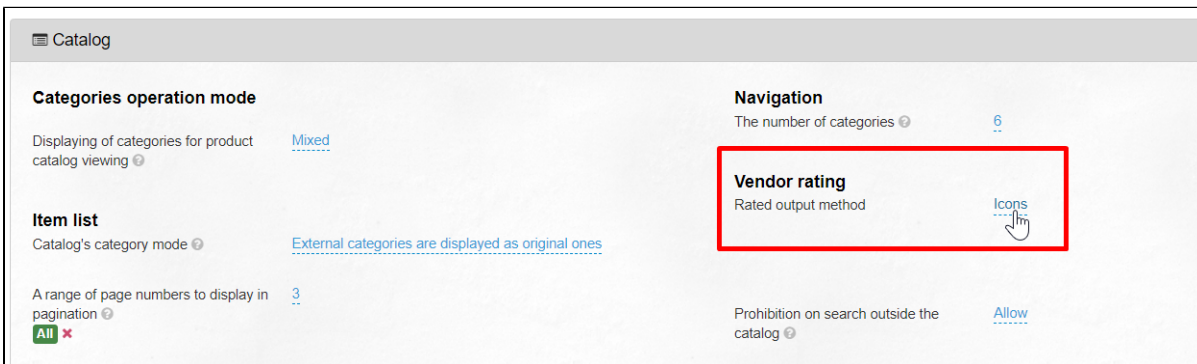 Catalog
Categories operation mode
Displaying of categories for product
catalog viewing
Mixed
Item list
Catalog's category mode
External categories are displayed as original ones
A range of page numbers to display in
pagination
3
All
Navigation
The number of categories
6
Vendor rating
Rated output method
Icons
Prohibition on search outside the
catalog
Allow